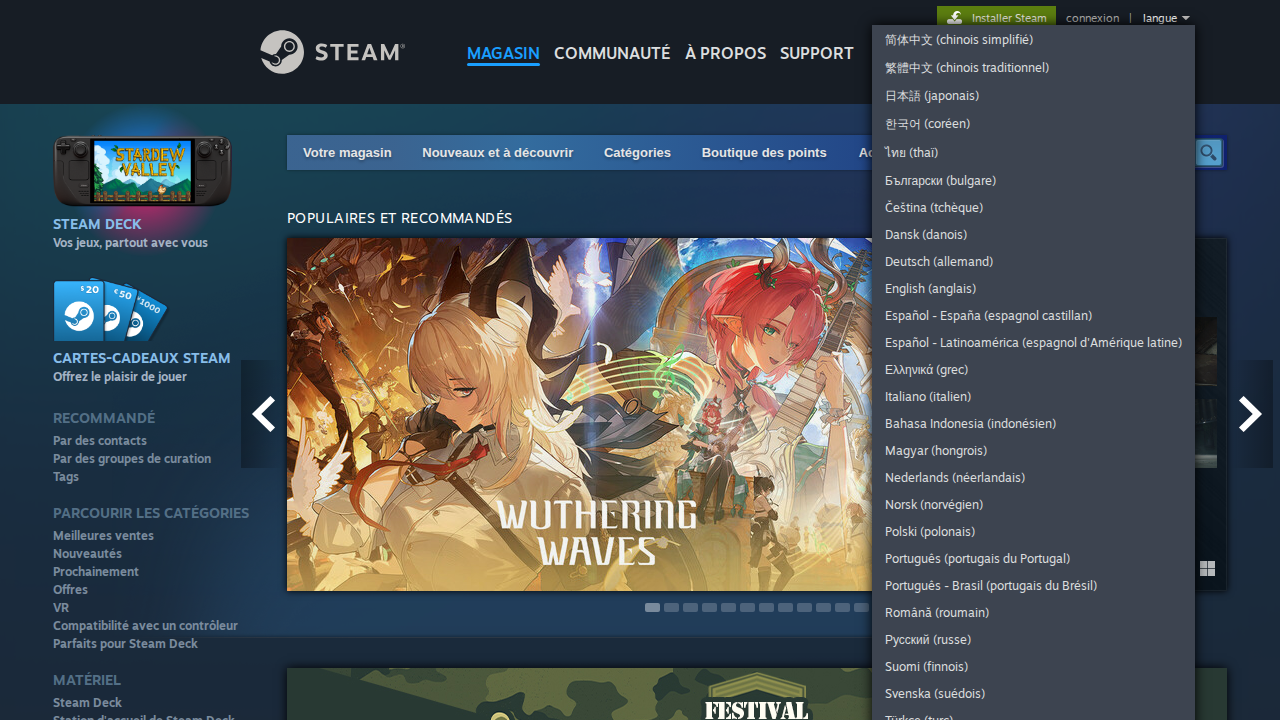 Installer Steam
connexion | langue
STEAM®
MAGASIN COMMUNAUTÉ À PROPOS SUPPORT
简体中文 (chinois simplifié)
繁體中文 (chinois traditionnel)
日本語 (japonais)
한국어 (coréen)
ไทย (thaï)
Български (bulgare)
Čeština (tchèque)
Dansk (danois)
Deutsch (allemand)
English (anglais)
Español - España (espagnol castillan)
Español - Latinoamérica (espagnol d'Amérique latine)
Ελληνικά (grec)
Italiano (italien)
Bahasa Indonesia (indonésien)
Magyar (hongrois)
Nederlands (néerlandais)
Norsk (norvégien)
Polski (polonais)
Português (portugais du Portugal)
Português - Brasil (portugais du Brésil)
Română (roumain)
Русский (russe)
Suomi (finnois)
Svenska (suédois)
Türkçe (turc)
STARDEW
VALLEY
STEAM DECK
Vos jeux, partout avec vous
$ 20
€ 50
¥1000
CARTES-CADEAUX STEAM
Offrez le plaisir de jouer
RECOMMANDÉ
Par des contacts
Par des groupes de curation
Tags
PARCOURIR LES CATÉGORIES
Meilleures ventes
Nouveautés
Prochainement
Offres
VR
Compatibilité avec un contrôleur
Parfaits pour Steam Deck
MATÉRIEL
Steam Deck
Station d'accueil de Steam Deck
Votre magasin Nouveaux et à découvrir Catégories Boutique des points
POPULAIRES ET RECOMMANDÉS
WUTHERING
WAVES
FESTIVAL